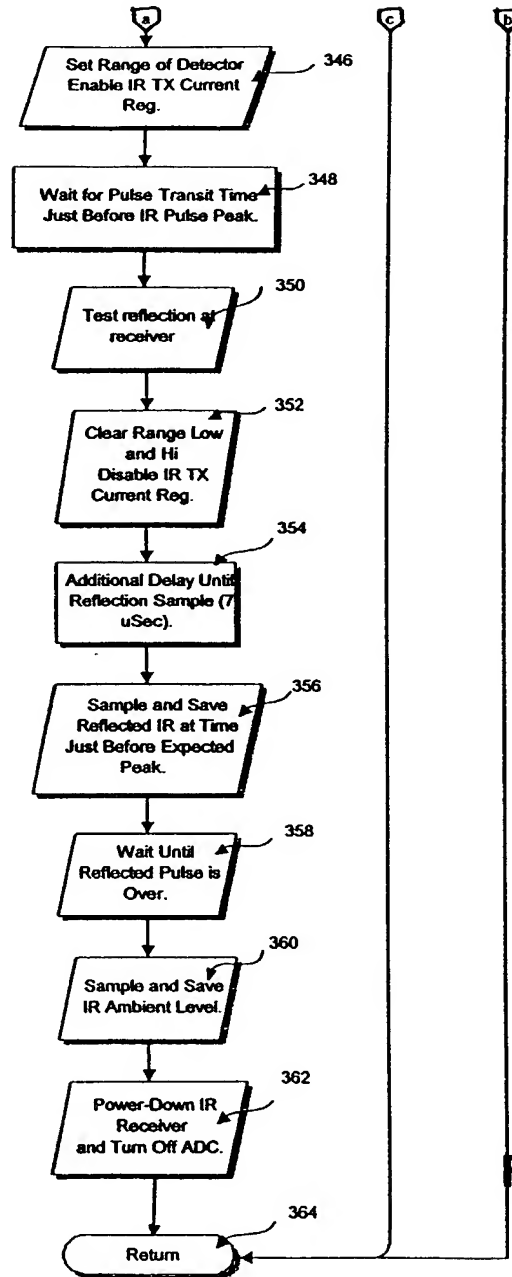 a
c
b
Set Range of Detector
Enable IR TX Current
Reg.
346
Wait for Pulse Transit Time
Just Before IR Pulse Peak.
348
Test reflection at
receiver
350
Clear Range Low
and Hi
Disable IR TX
Current Reg.
352
Additional Delay Until
Reflection Sample (7
uSec).
354
Sample and Save
Reflected IR at Time
Just Before Expected
Peak.
356
Wait Until
Reflected Pulse is
Over.
358
Sample and Save
IR Ambient Level.
360
Power-Down IR
Receiver
and Turn Off ADC.
362
Return
364